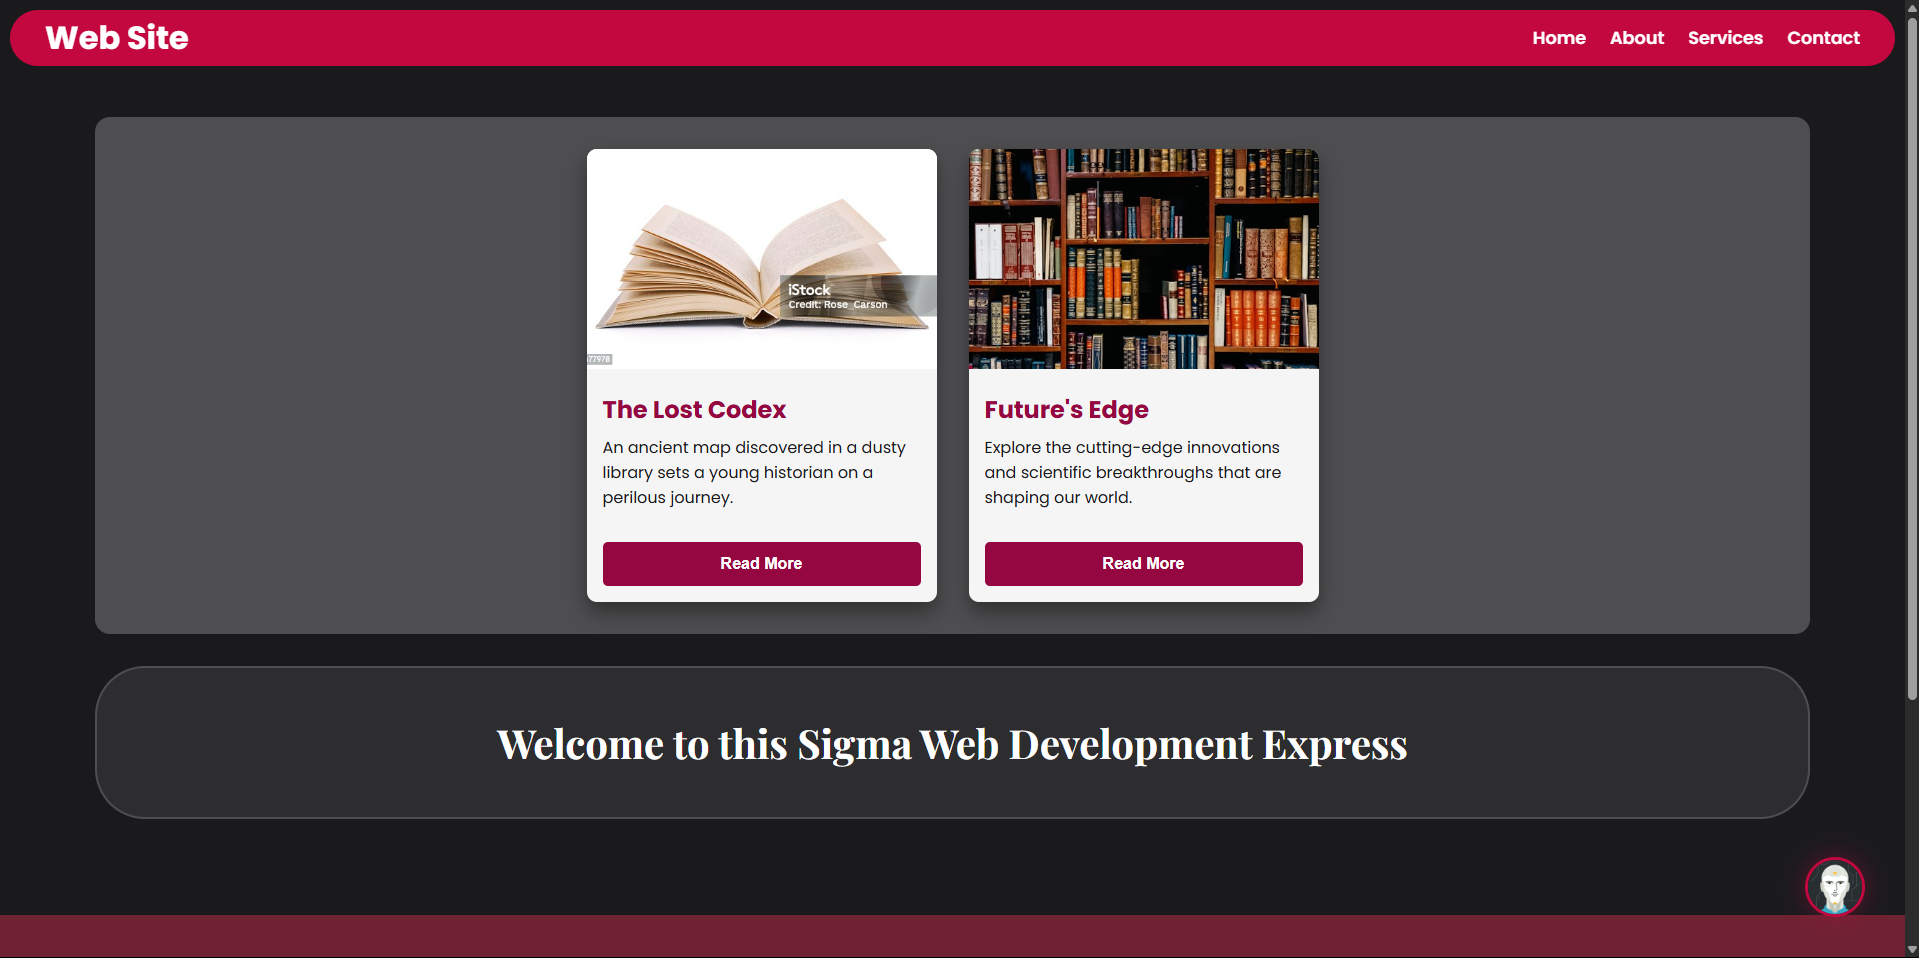 Web Site
Home About Services Contact
iStock
Credit: Rose_Carson
77978
The Lost Codex
An ancient map discovered in a dusty
library sets a young historian on a
perilous journey.
Read More
Future's Edge
Explore the cutting-edge innovations
and scientific breakthroughs that are
shaping our world.
Read More
Welcome to this Sigma Web Development Express